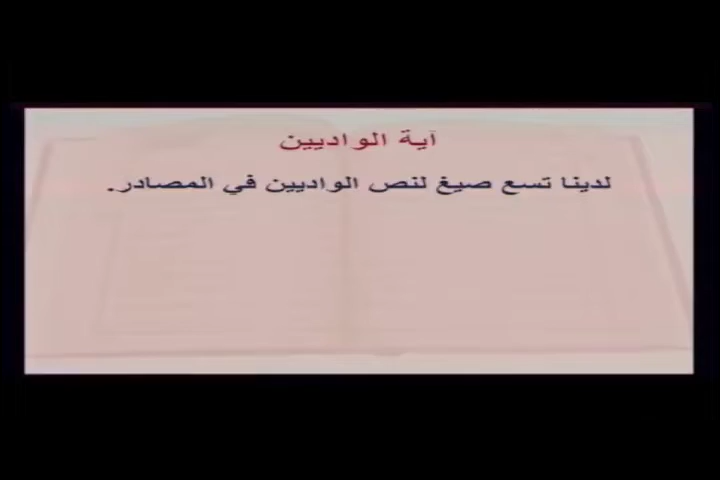 آية الواديين
لدينا تسع صيغ لنص الواديين في المصادر.